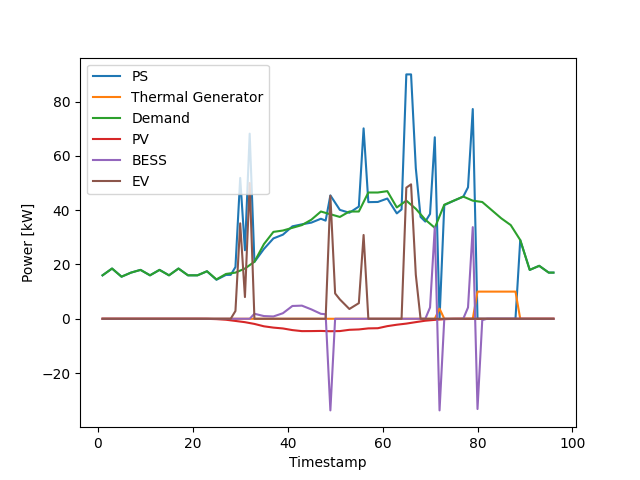 PS
Thermal Generator
Demand
PV
BESS
EV
Power [kW]
80
60
40
20
0
−20
0 20 40 60 80 100
Timestamp